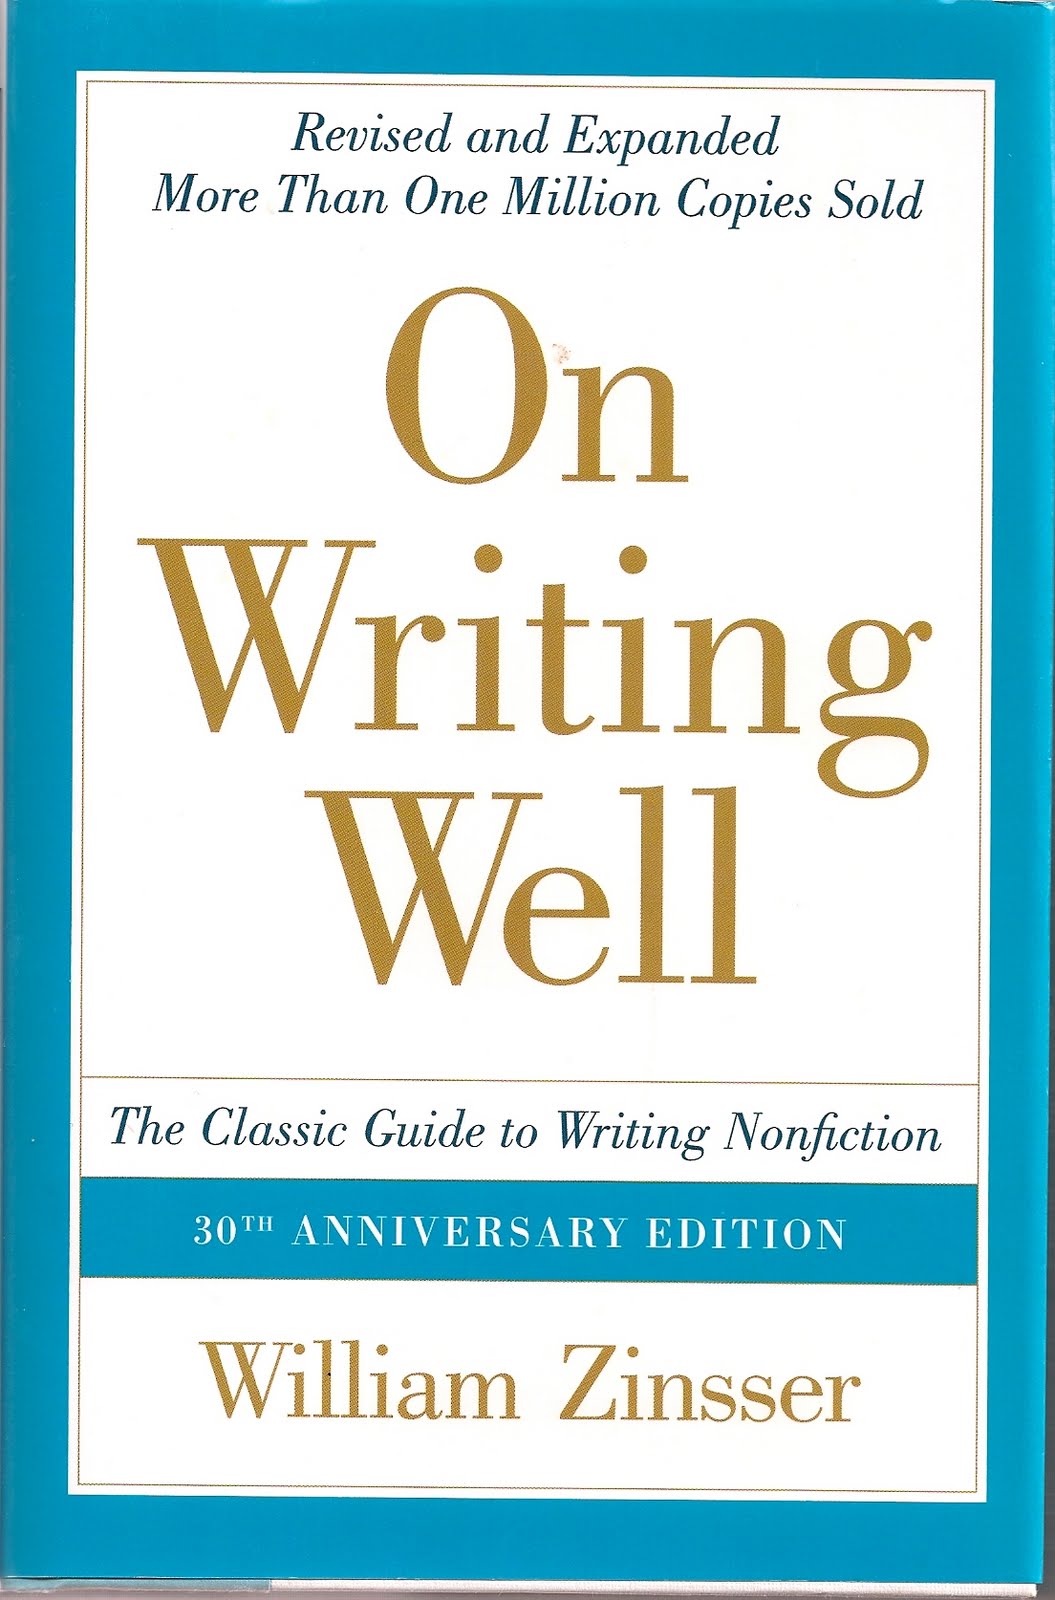 Revised and Expanded
More Than One Million Copies Sold
On
Writing
Well
The Classic Guide to Writing Nonfiction
30TH ANNIVERSARY EDITION
William Zinsser